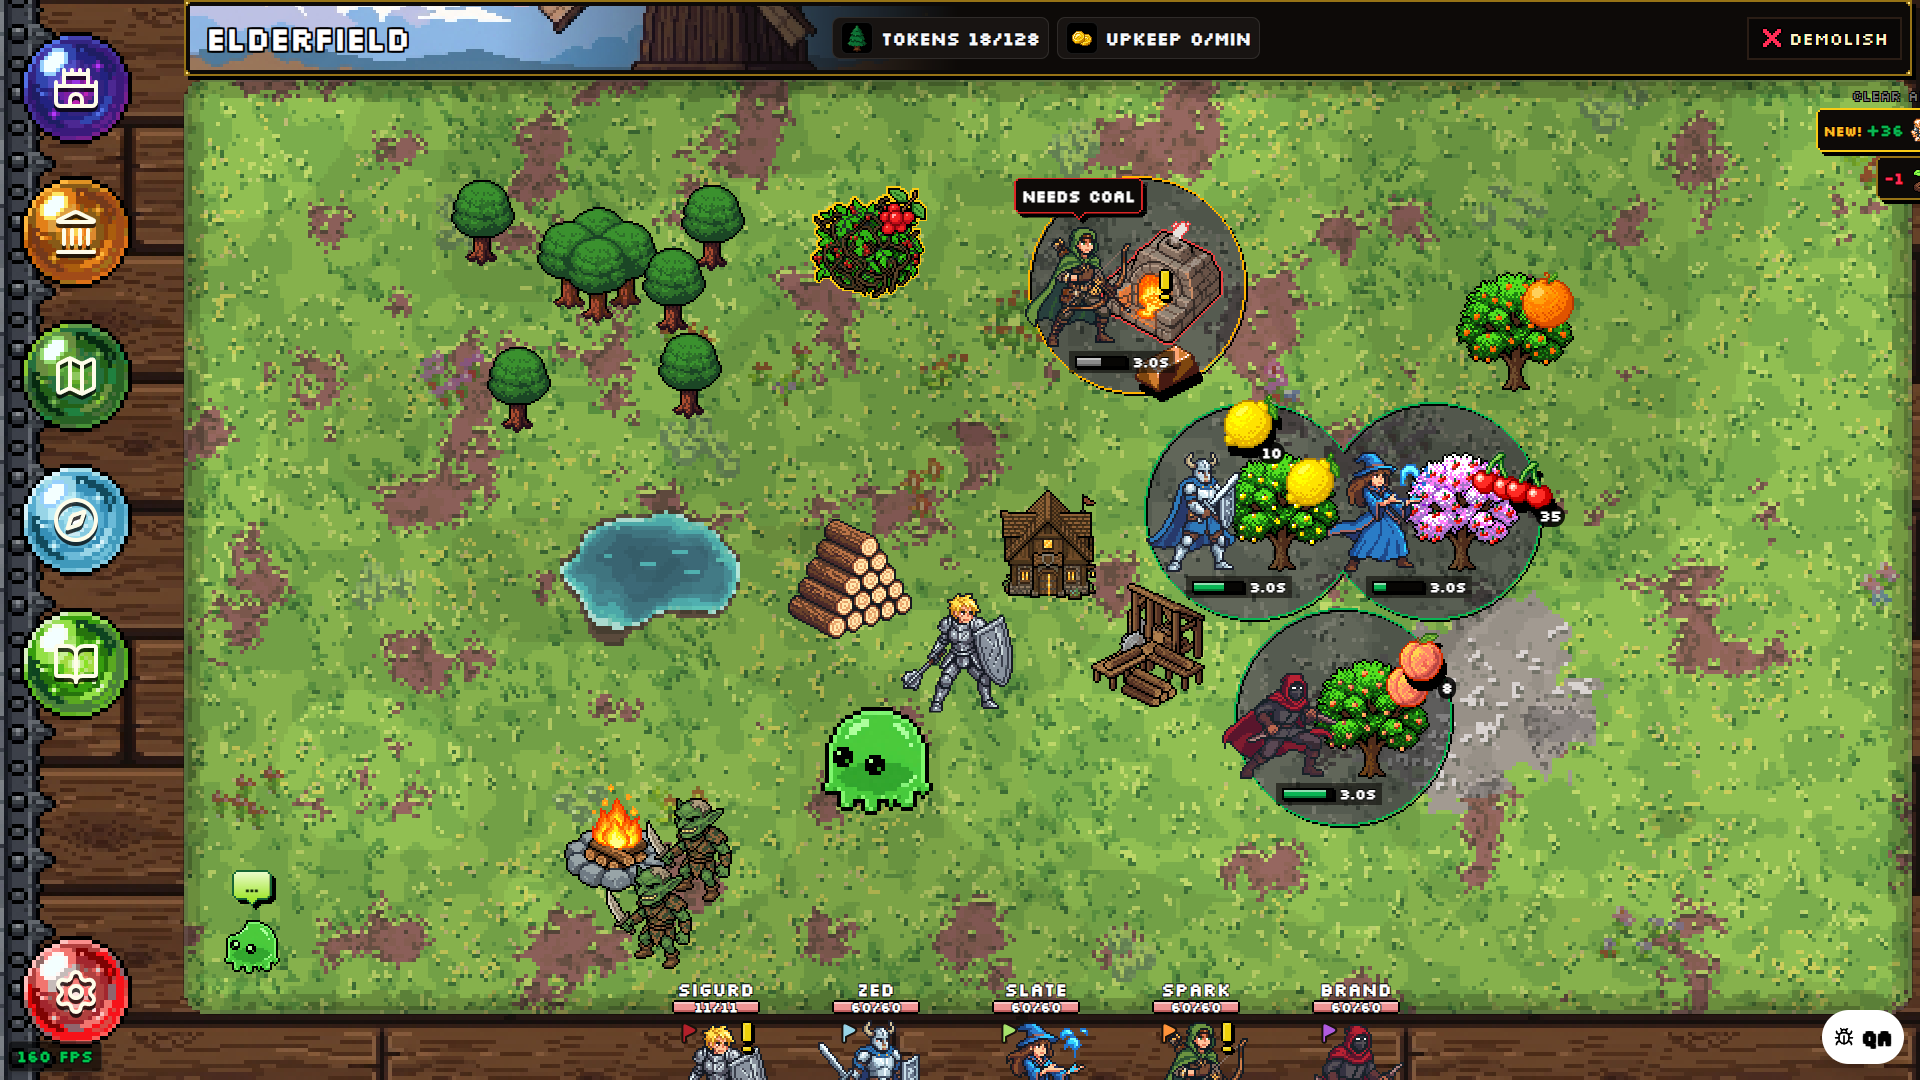 ELDERFIELD
TOKENS 18/128
UPKEEP 0/MIN
DEMOLISH
CLEAR A
NEW! +36
-1
NEEDS COAL
3.0S
10
35
3.0S
3.0S
8
3.0S
...
SIGURD
11/11
ZED
60/60
SLATE
60/60
SPARK
60/60
BRAND
60/60
160 FPS
QA